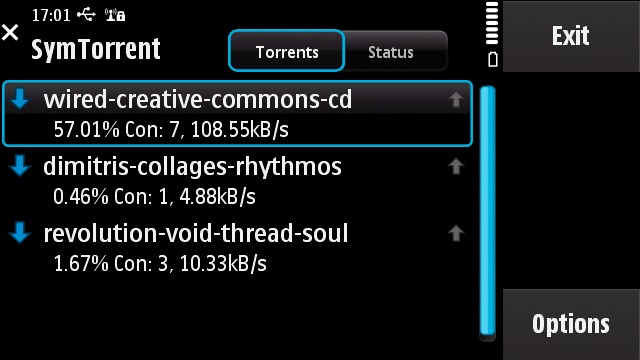 17:01
SymTorrent
Torrents
Status
Exit
wired-creative-commons-cd
57.01% Con: 7, 108.55kB/s
dimitris-collages-rhythmos
0.46% Con: 1, 4.88kB/s
revolution-void-thread-soul
1.67% Con: 3, 10.33kB/s
Options